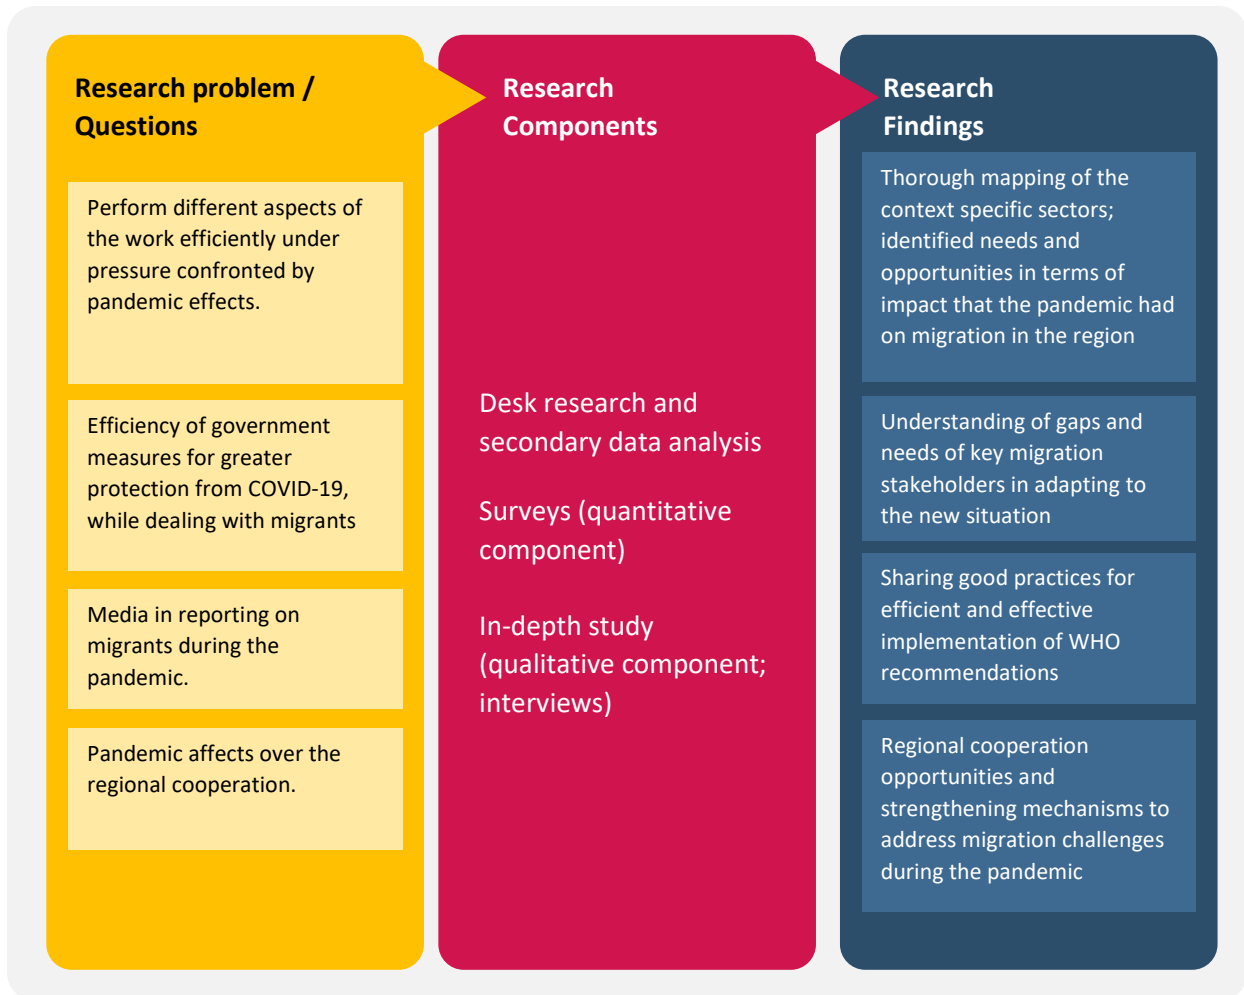 Research problem /
Questions
Perform different aspects of
the work efficiently under
pressure confronted by
pandemic effects.
Efficiency of government
measures for greater
protection from COVID-19,
while dealing with migrants
Media in reporting on
migrants during the
pandemic.
Pandemic affects over the
regional cooperation.
Research
Components
Desk research and
secondary data analysis
Surveys (quantitative
component)
In-depth study
(qualitative component;
interviews)
Research
Findings
Thorough mapping of the
context specific sectors;
identified needs and
opportunities in terms of
impact that the pandemic had
on migration in the region
Understanding of gaps and
needs of key migration
stakeholders in adapting to
the new situation
Sharing good practices for
efficient and effective
implementation of WHO
recommendations
Regional cooperation
opportunities and
strengthening mechanisms to
address migration challenges
during the pandemic